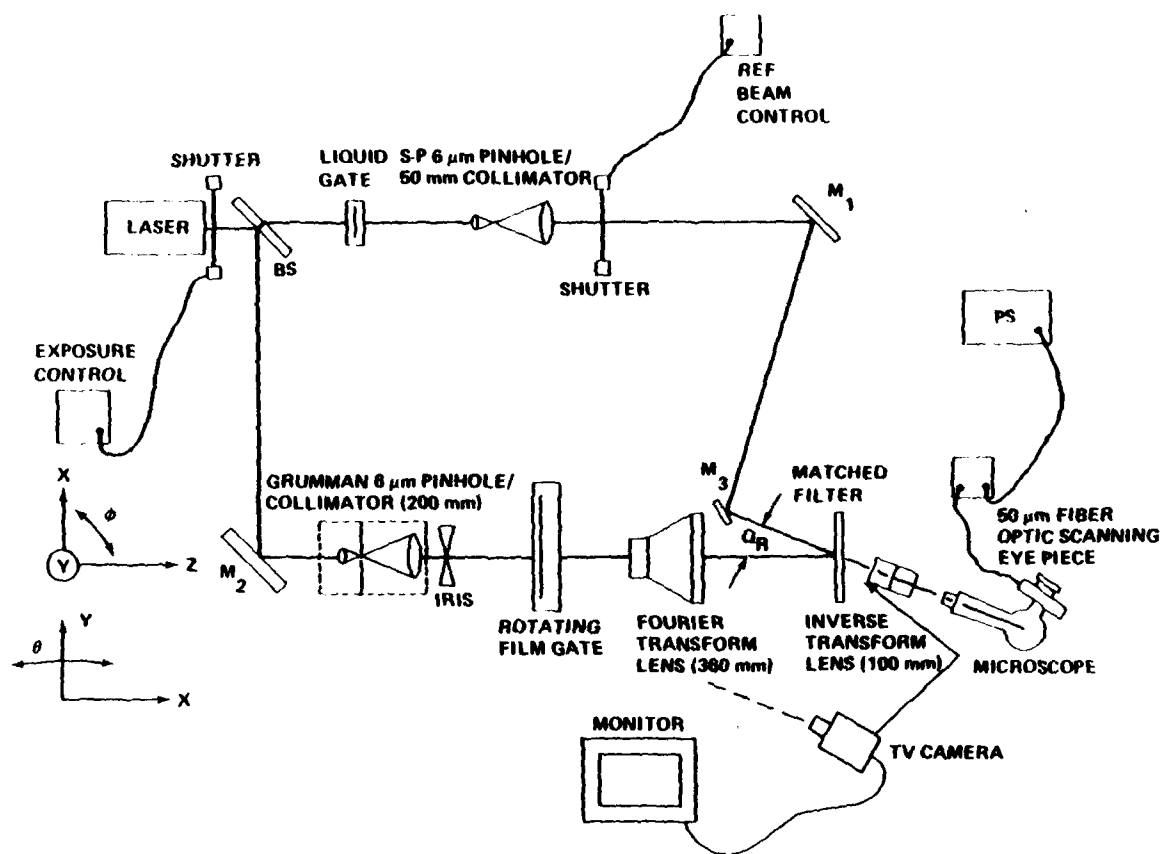 REF
BEAM
CONTROL
SHUTTER
LIQUID
GATE
S-P 6 μm PINHOLE/
50 mm COLLIMATOR
M1
LASER
BS
SHUTTER
PS
EXPOSURE
CONTROL
X
ϕ
Y
Z
GRUMMAN 6 μm PINHOLE/
COLLIMATOR (200 mm)
M3
MATCHED
FILTER
50 μm FIBER
OPTIC SCANNING
EYE PIECE
M2
IRIS
ΩR
ROTATING
FILM GATE
FOURIER
TRANSFORM
LENS (360 mm)
INVERSE
TRANSFORM
LENS (100 mm)
MICROSCOPE
Y
θ
X
MONITOR
TV CAMERA